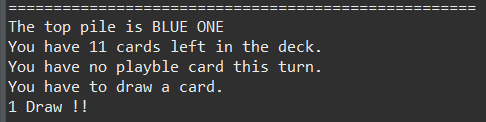 ====================================================
The top pile is BLUE ONE
You have 11 cards left in the deck.
You have no playble card this turn.
You have to draw a card.
1 Draw !!